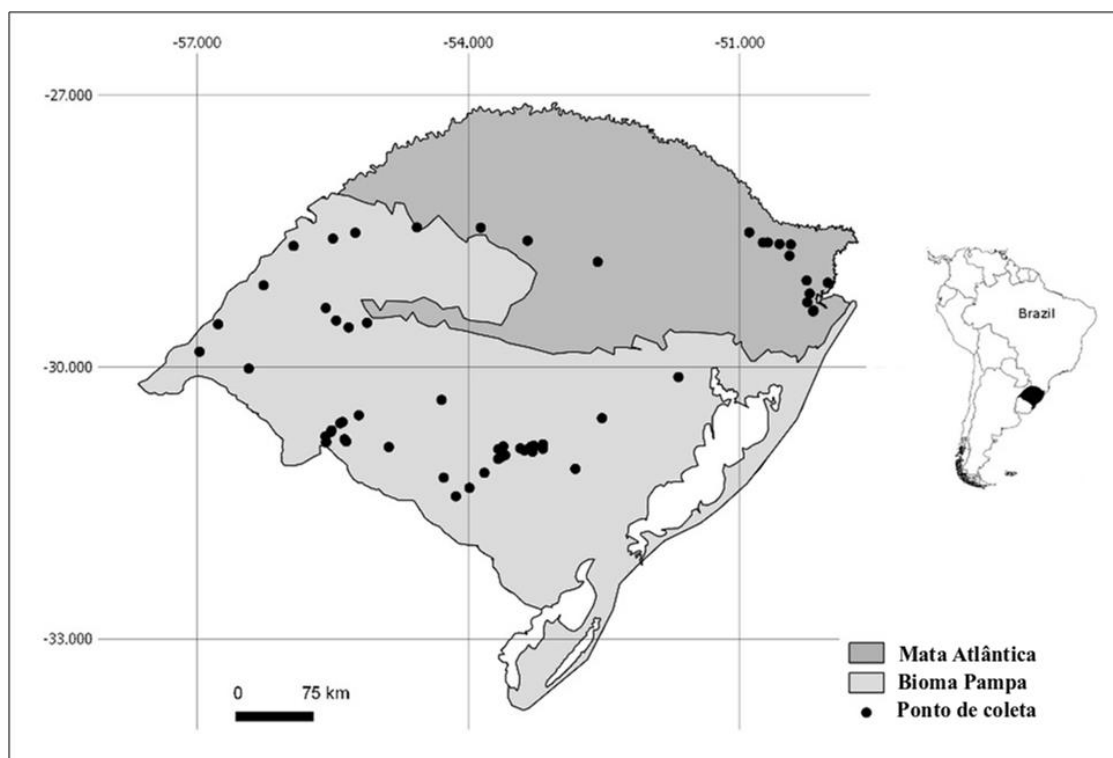 -57.000 -54.000 -51.000
-27.000
Brazil
-30.000
-33.000
Mata Atlântica
0 75 km
Bioma Pampa
Ponto de coleta